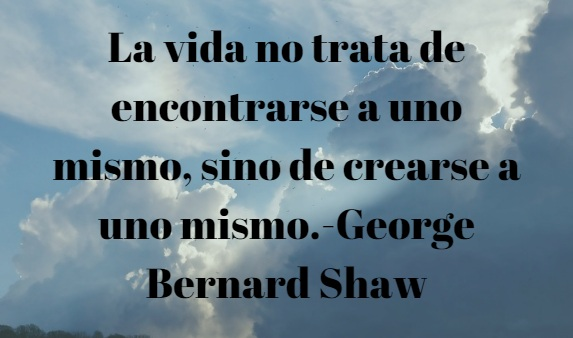 La vida no trata de
encontrarse a uno
mismo, sino de crearse a
uno mismo.-George
Bernard Shaw